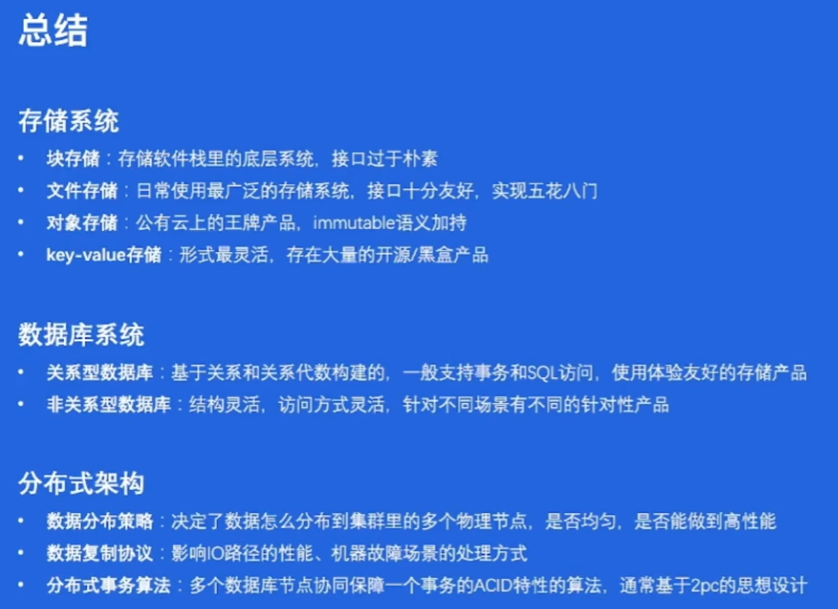 总结
存储系统
• 块存储：存储软件栈里的底层系统，接口过于朴素
• 文件存储：日常使用最广泛的存储系统，接口十分友好，实现五花八门
• 对象存储：公有云上的王牌产品，immutable语义加持
• key-value存储：形式最灵活，存在大量的开源/黑盒产品
数据库系统
• 关系型数据库：基于关系和关系代数构建的，一般支持事务和SQL访问，使用体验友好的存储产品
• 非关系型数据库：结构灵活，访问方式灵活，针对不同场景有不同的针对性产品
分布式架构
• 数据分布策略：决定了数据怎么分布到集群里的多个物理节点，是否均匀，是否能做到高性能
• 数据复制协议：影响IO路径的性能、机器故障场景的处理方式
• 分布式事务算法：多个数据库节点协同保障一个事务的ACID特性的算法，通常基于2pc的思想设计